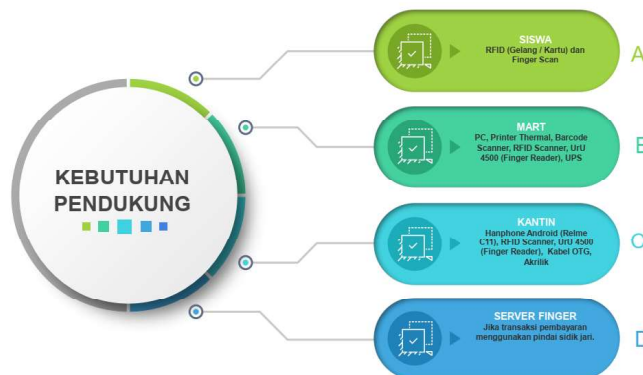 KEBUTUHAN
PENDUKUNG
SISWA
RFID (Gelang / Kartu) dan
Finger Scan
A
MART
PC, Printer Thermal, Barcode
Scanner, RFID Scanner, UrU
4500 (Finger Reader), UPS
KANTIN
Hanphone Android (Relme
C11), RFID Scanner, UrU 4500
(Finger Reader), Kabel OTG,
Akrilik
SERVER FINGER
Jika transaksi pembayaran
menggunakan pindai sidik jari.